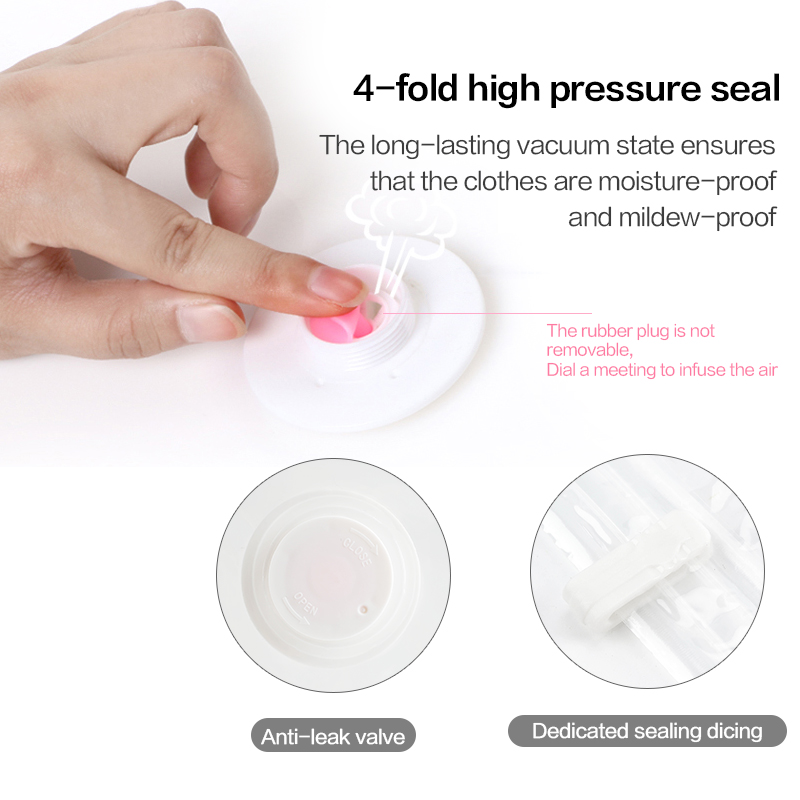 4-fold high pressure seal
The long-lasting vacuum state ensures
that the clothes are moisture-proof
and mildew-proof
The rubber plug is not
removable,
Dial a meeting to infuse the air
OPEN
Anti-leak valve
Dedicated sealing dicing